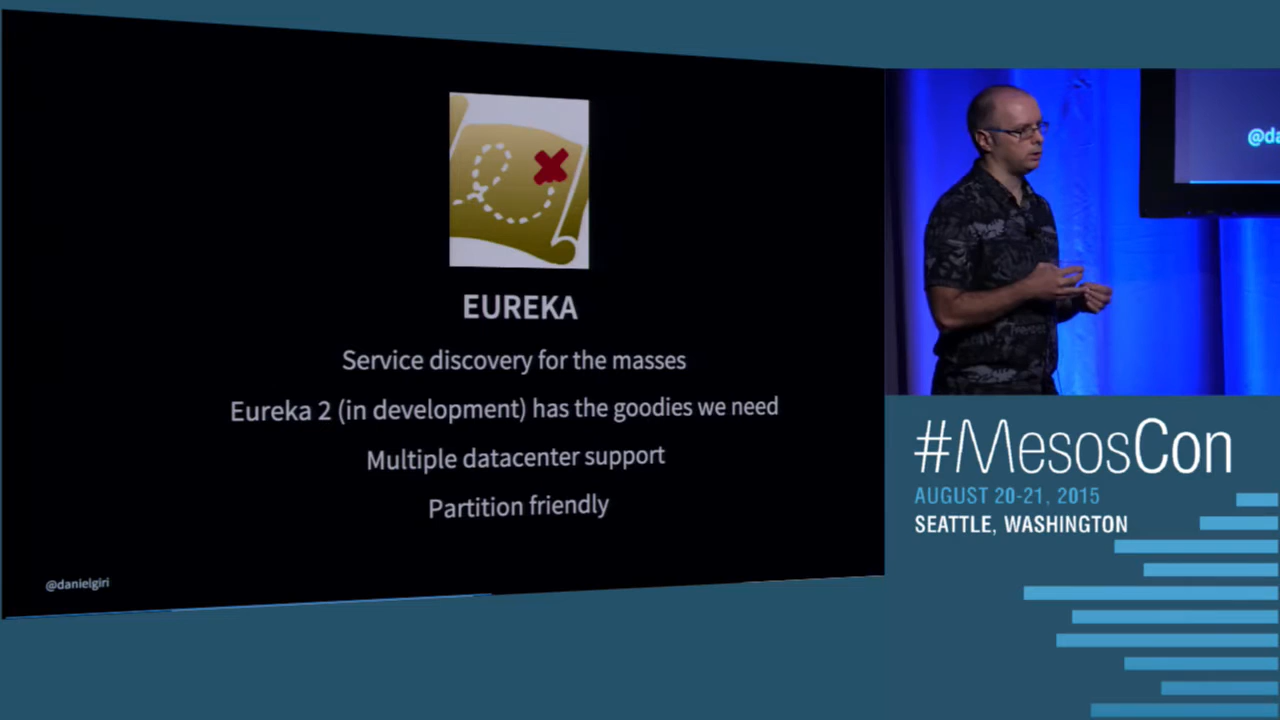 EUREKA
Service discovery for the masses
Eureka 2 (in development) has the goodies we need
Multiple datacenter support
Partition friendly
@danielgiri
@da
#MesosCon
AUGUST 20-21, 2015
SEATTLE, WASHINGTON